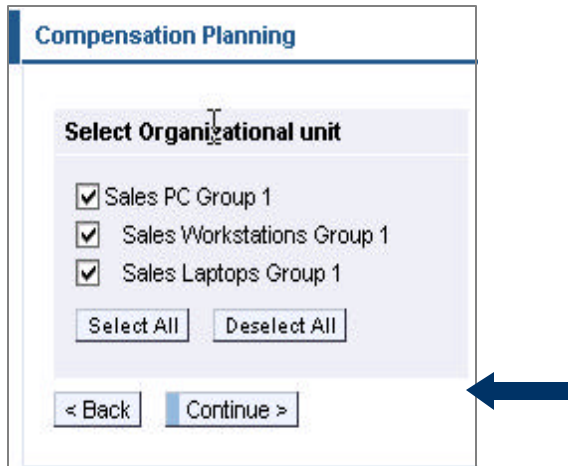 Compensation Planning
Select Organizational unit
Sales PC Group 1
Sales Workstations Group 1
Sales Laptops Group 1
Select All Deselect All
< Back Continue >